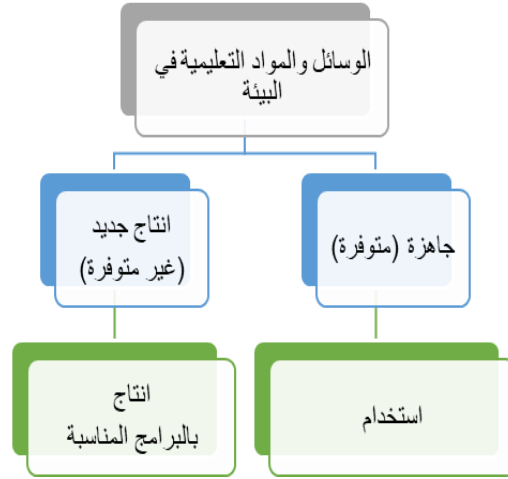 الوسائل والمواد التعليمية في
البيئة
جاهزة (متوفرة)
انتاج جديد
(غير متوفرة)
استخدام
انتاج
بالبرامج المناسبة